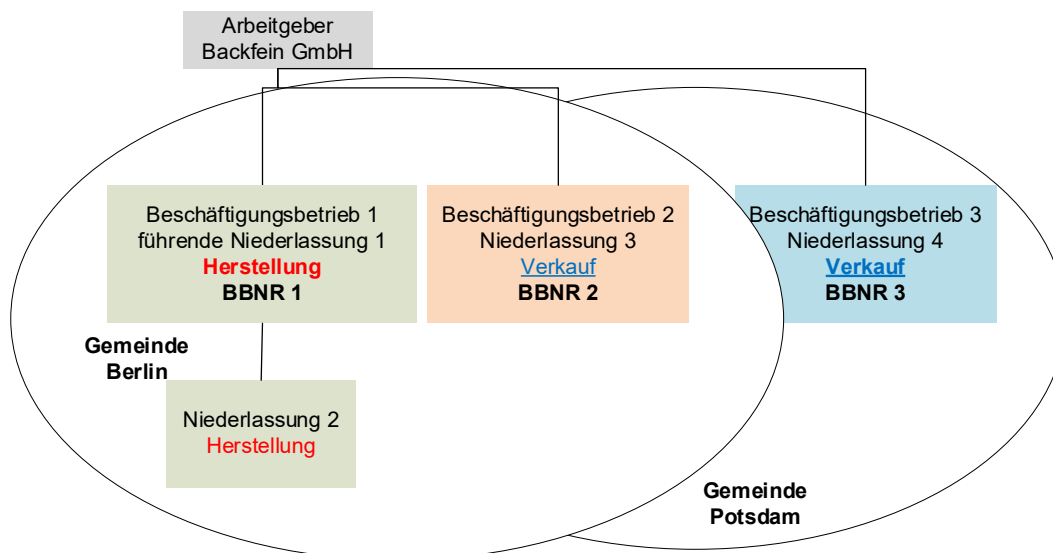 Arbeitgeber
Backfein GmbH
Beschäftigungsbetrieb 1
führende Niederlassung 1
Herstellung
BBNR 1
Beschäftigungsbetrieb 2
Niederlassung 3
Verkauf
BBNR 2
Beschäftigungsbetrieb 3
Niederlassung 4
Verkauf
BBNR 3
Gemeinde
Berlin
Niederlassung 2
Herstellung
Gemeinde
Potsdam